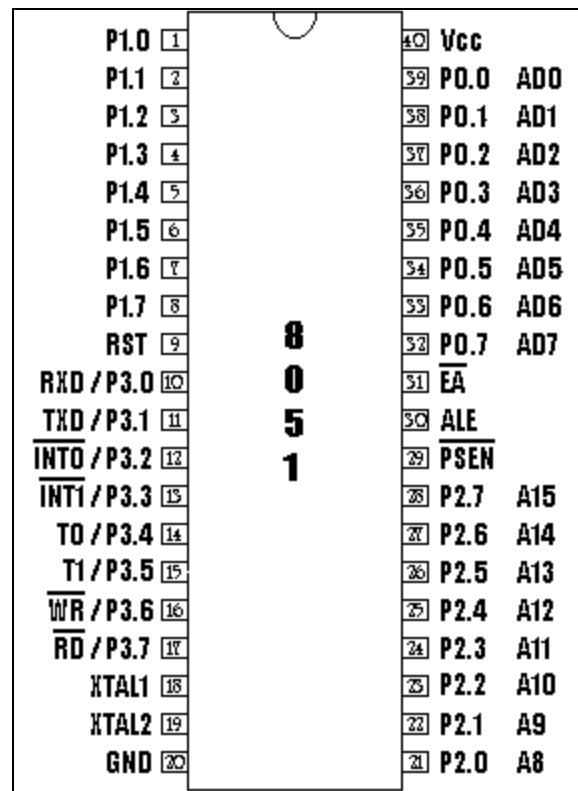 P1.0 1
P1.1 2
P1.2 3
P1.3 4
P1.4 5
P1.5 6
P1.6 7
P1.7 8
RST 9
RXD / P3.0 10
TXD / P3.1 11
INT0 / P3.2 12
INT1 / P3.3 13
T0 / P3.4 14
T1 / P3.5 15
WR / P3.6 16
RD / P3.7 17
XTAL1 18
XTAL2 19
GND 20
8
0
5
1
40 Vcc
39 P0.0 AD0
38 P0.1 AD1
37 P0.2 AD2
36 P0.3 AD3
35 P0.4 AD4
34 P0.5 AD5
33 P0.6 AD6
32 P0.7 AD7
31 EA
30 ALE
29 PSEN
28 P2.7 A15
27 P2.6 A14
26 P2.5 A13
25 P2.4 A12
24 P2.3 A11
23 P2.2 A10
22 P2.1 A9
21 P2.0 A8